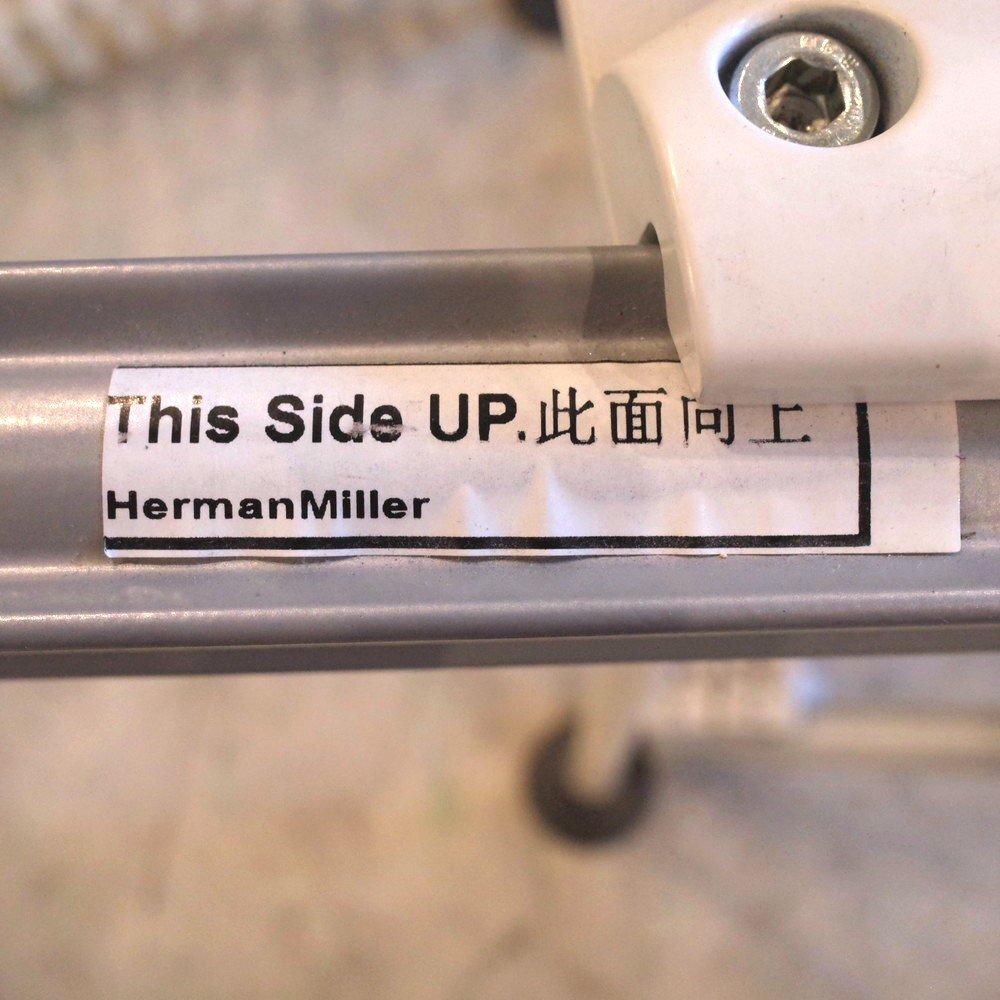 This Side UP.此面向上
HermanMiller